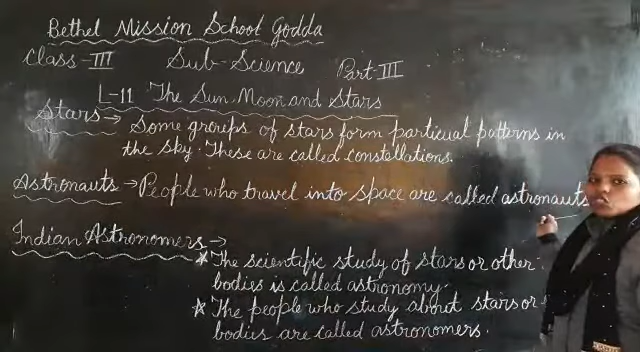 Bethel Mission School Godda
Class-III Sub-Science Part-III
L-11 The Sun, Moon and Stars
Stars → Some groups of stars form particual patterns in
the sky. These are called constellations.
Astronauts → People who travel into space are called astronauts.
Indian Astronomers →
* The scientific study of stars or other
bodies is called astronomy.
* The people who study about stars or
bodies are called astronomers.